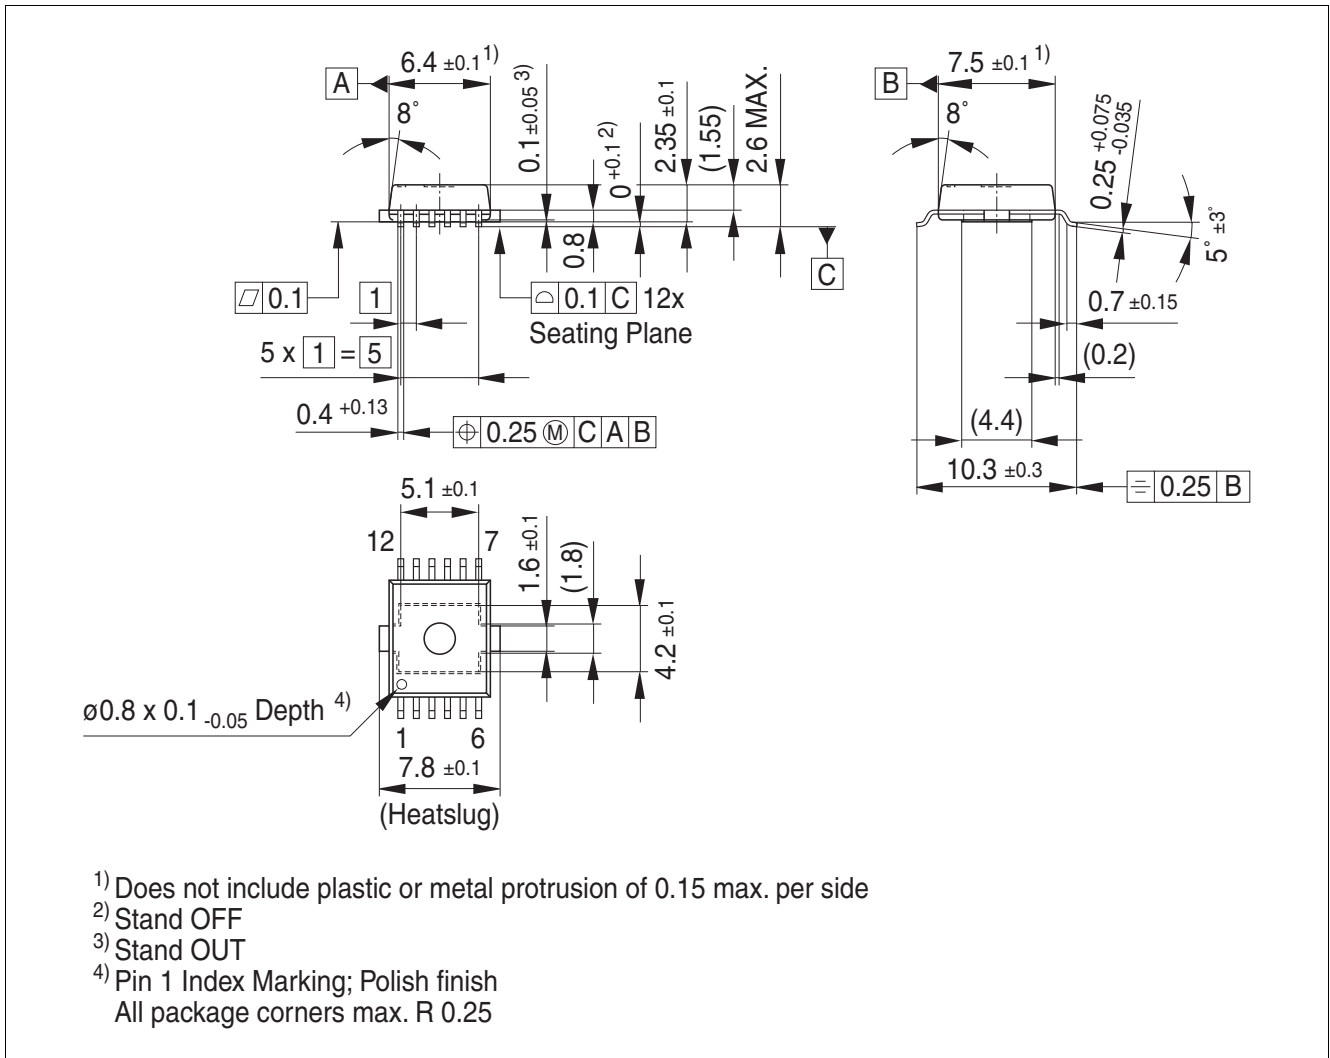 6.4 ±0.1 1)
A
8°
0.1±0.05 3)
0 +0.1 2)
2.35 ±0.1
(1.55)
2.6 MAX.
0.8
C
0.1
1
0.1 C 12x
Seating Plane
5 x 1 = 5
0.4 +0.13
0.25 Ⓜ C A B
7.5 ±0.1 1)
B
8°
0.25 +0.075 -0.035
5° ±3°
0.7 ±0.15
(0.2)
(4.4)
10.3 ±0.3
0.25 B
5.1 ±0.1
12 7
1.6 ±0.1
(1.8)
4.2 ±0.1
ø0.8 x 0.1 -0.05 Depth 4)
1 6
7.8 ±0.1
(Heatslug)
1) Does not include plastic or metal protrusion of 0.15 max. per side
2) Stand OFF
3) Stand OUT
4) Pin 1 Index Marking; Polish finish
All package corners max. R 0.25